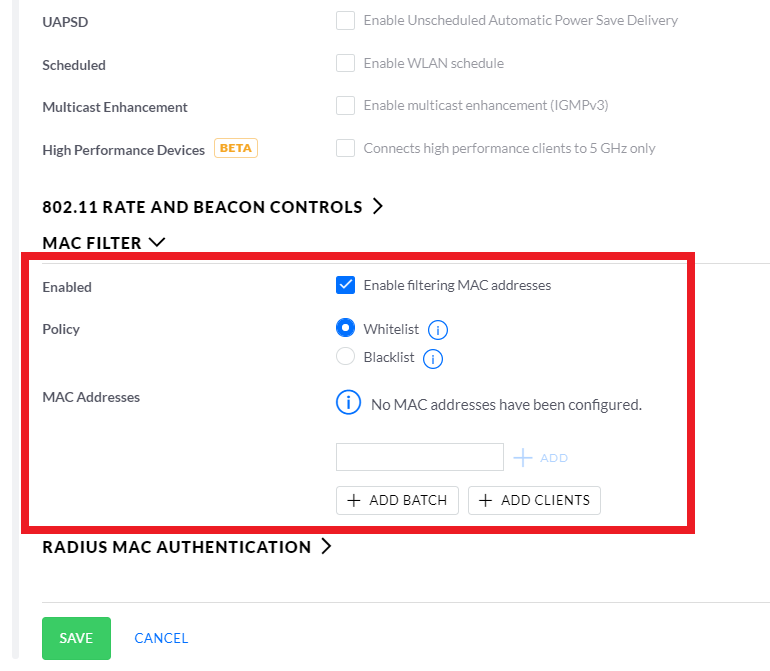 UAPSD Enable Unscheduled Automatic Power Save Delivery
Scheduled Enable WLAN schedule
Multicast Enhancement Enable multicast enhancement (IGMPv3)
High Performance Devices BETA Connects high performance clients to 5 GHz only
802.11 RATE AND BEACON CONTROLS
MAC FILTER
Enabled Enable filtering MAC addresses
Policy Whitelist
Blacklist
MAC Addresses No MAC addresses have been configured.
ADD
ADD BATCH ADD CLIENTS
RADIUS MAC AUTHENTICATION
SAVE CANCEL